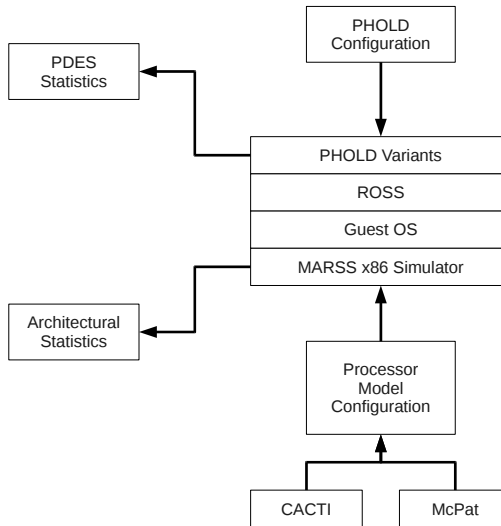 PHOLD
Configuration
PDES
Statistics
PHOLD Variants
ROSS
Guest OS
MARSS x86 Simulator
Architectural
Statistics
Processor
Model
Configuration
CACTI
McPat